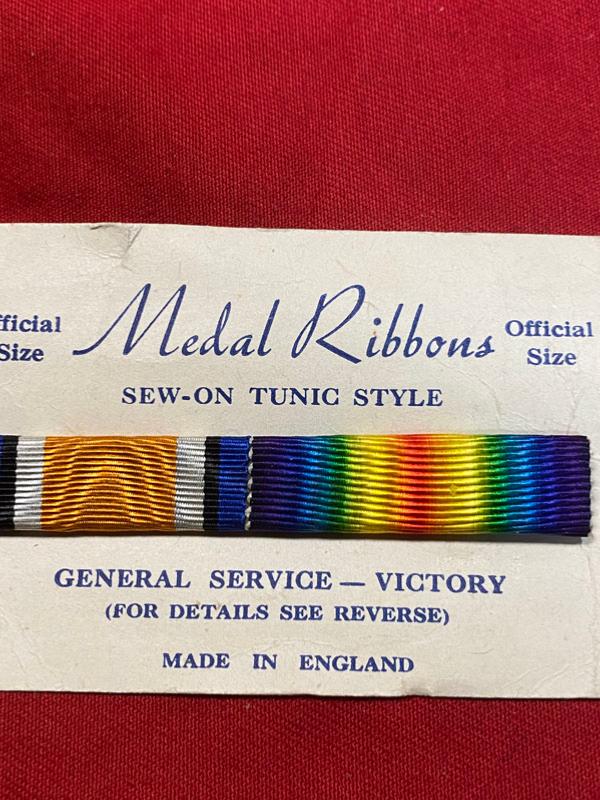 fficial Size
Medal Ribbons
Official Size
SEW-ON TUNIC STYLE
GENERAL SERVICE — VICTORY
(FOR DETAILS SEE REVERSE)
MADE IN ENGLAND